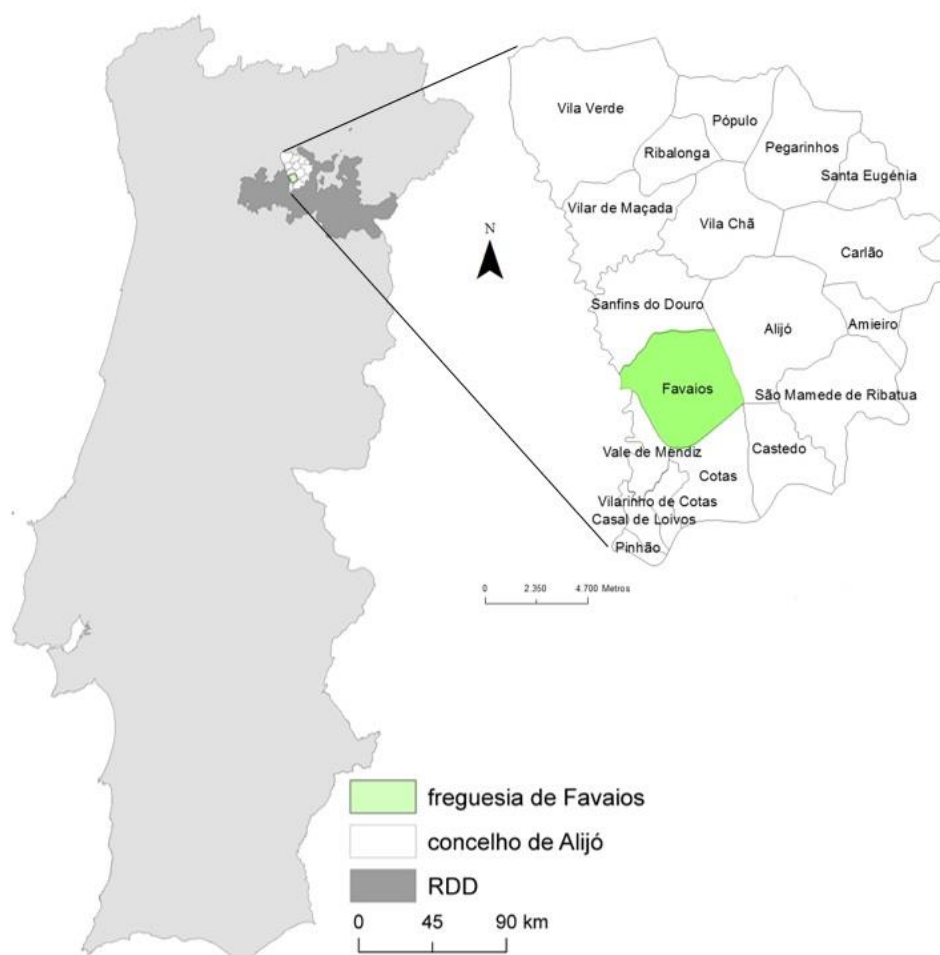 Vila Verde
Pópulo
Ribalonga
Pegarinhos
Santa Eugénia
Vilar de Maçada
Vila Chã
Carlão
N
Sanfins do Douro
Alijó
Amieiro
Favaios
São Mamede de Ribatua
Vale de Mendiz
Castedo
Cotas
Vilarinho de Cotas
Casal de Loivos
Pinhão
0 2.350 4.700 Metros
freguesia de Favaios
concelho de Alijó
RDD
0 45 90 km